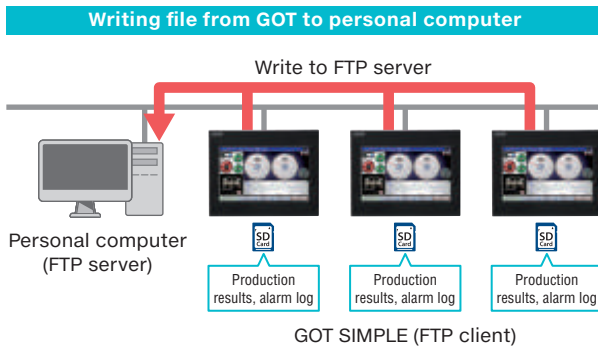 Writing file from GOT to personal computer
Write to FTP server
Personal computer
(FTP server)
SD
Card
SD
Card
SD
Card
Production
results, alarm log
Production
results, alarm log
Production
results, alarm log
GOT SIMPLE (FTP client)